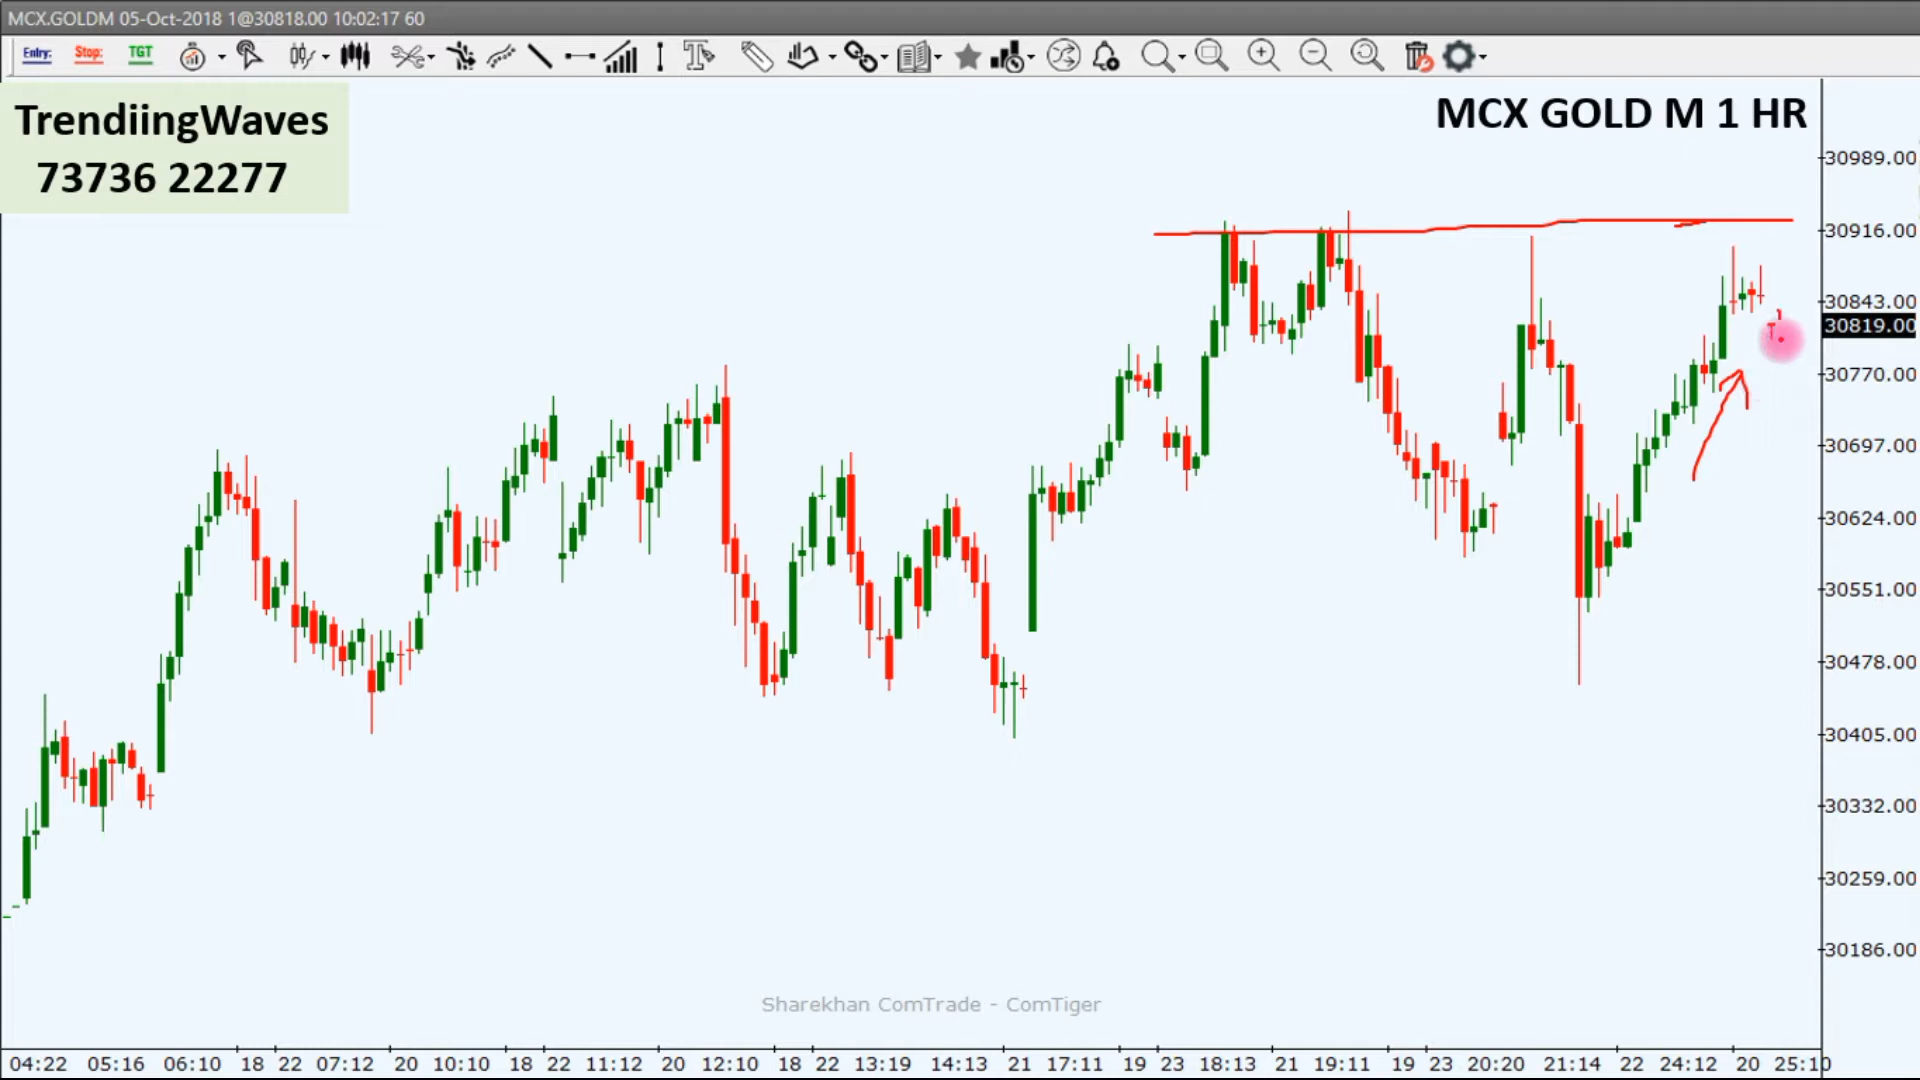 MCX.GOLDM 05-Oct-2018 1@30818.00 10:02:17 60
Entry: Stop: TGT
TrendiingWaves
73736 22277
MCX GOLD M 1 HR
30989.00
30916.00
30843.00
30819.00
30770.00
30697.00
30624.00
30551.00
30478.00
30405.00
30332.00
30259.00
30186.00
Sharekhan ComTrade - ComTiger
04:22 05:16 06:10 18 22 07:12 20 10:10 18 22 11:12 20 12:10 18 22 13:19 14:13 21 17:11 19 23 18:13 21 19:11 19 23 20:20 21:14 22 24:12 20 25:10